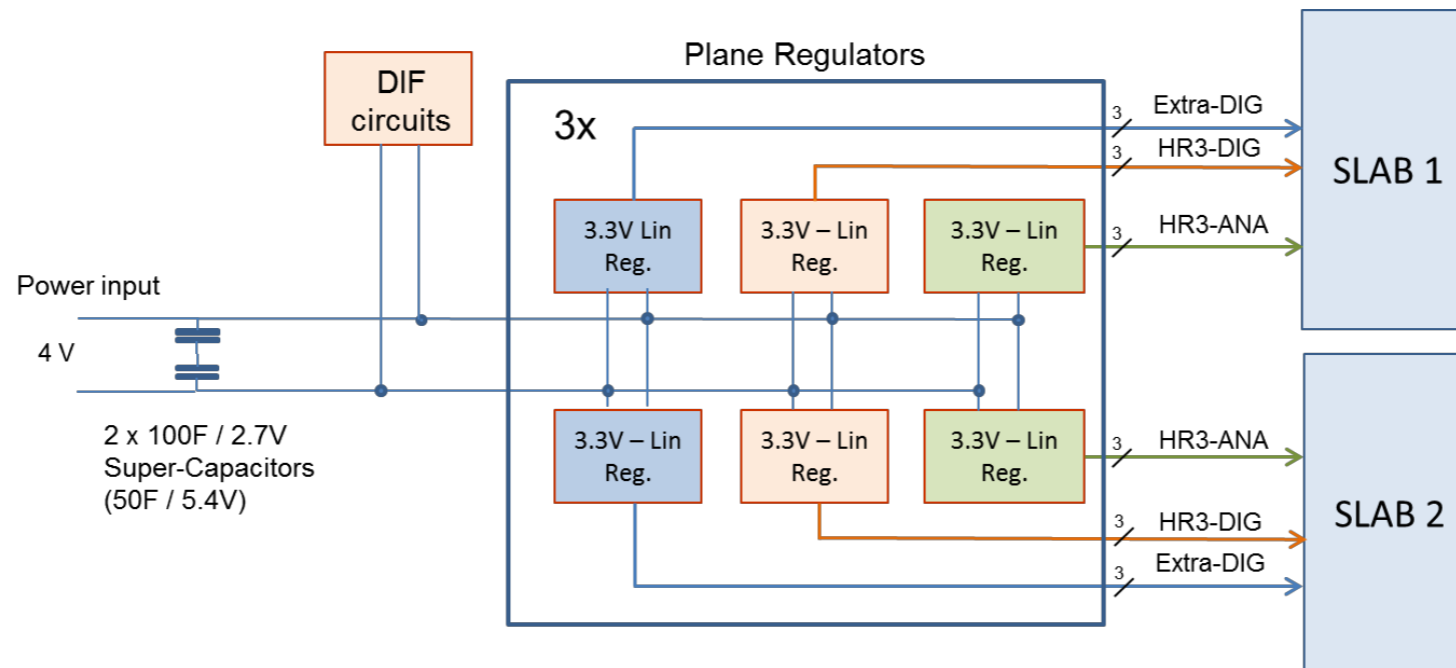 Plane Regulators
DIF
circuits
3x
3
Extra-DIG
3
HR3-DIG
SLAB 1
3.3V Lin
Reg.
3.3V – Lin
Reg.
3.3V – Lin
Reg.
3
HR3-ANA
Power input
4 V
2 x 100F / 2.7V
Super-Capacitors
(50F / 5.4V)
3.3V – Lin
Reg.
3.3V – Lin
Reg.
3.3V – Lin
Reg.
3
HR3-ANA
3
HR3-DIG
SLAB 2
3
Extra-DIG